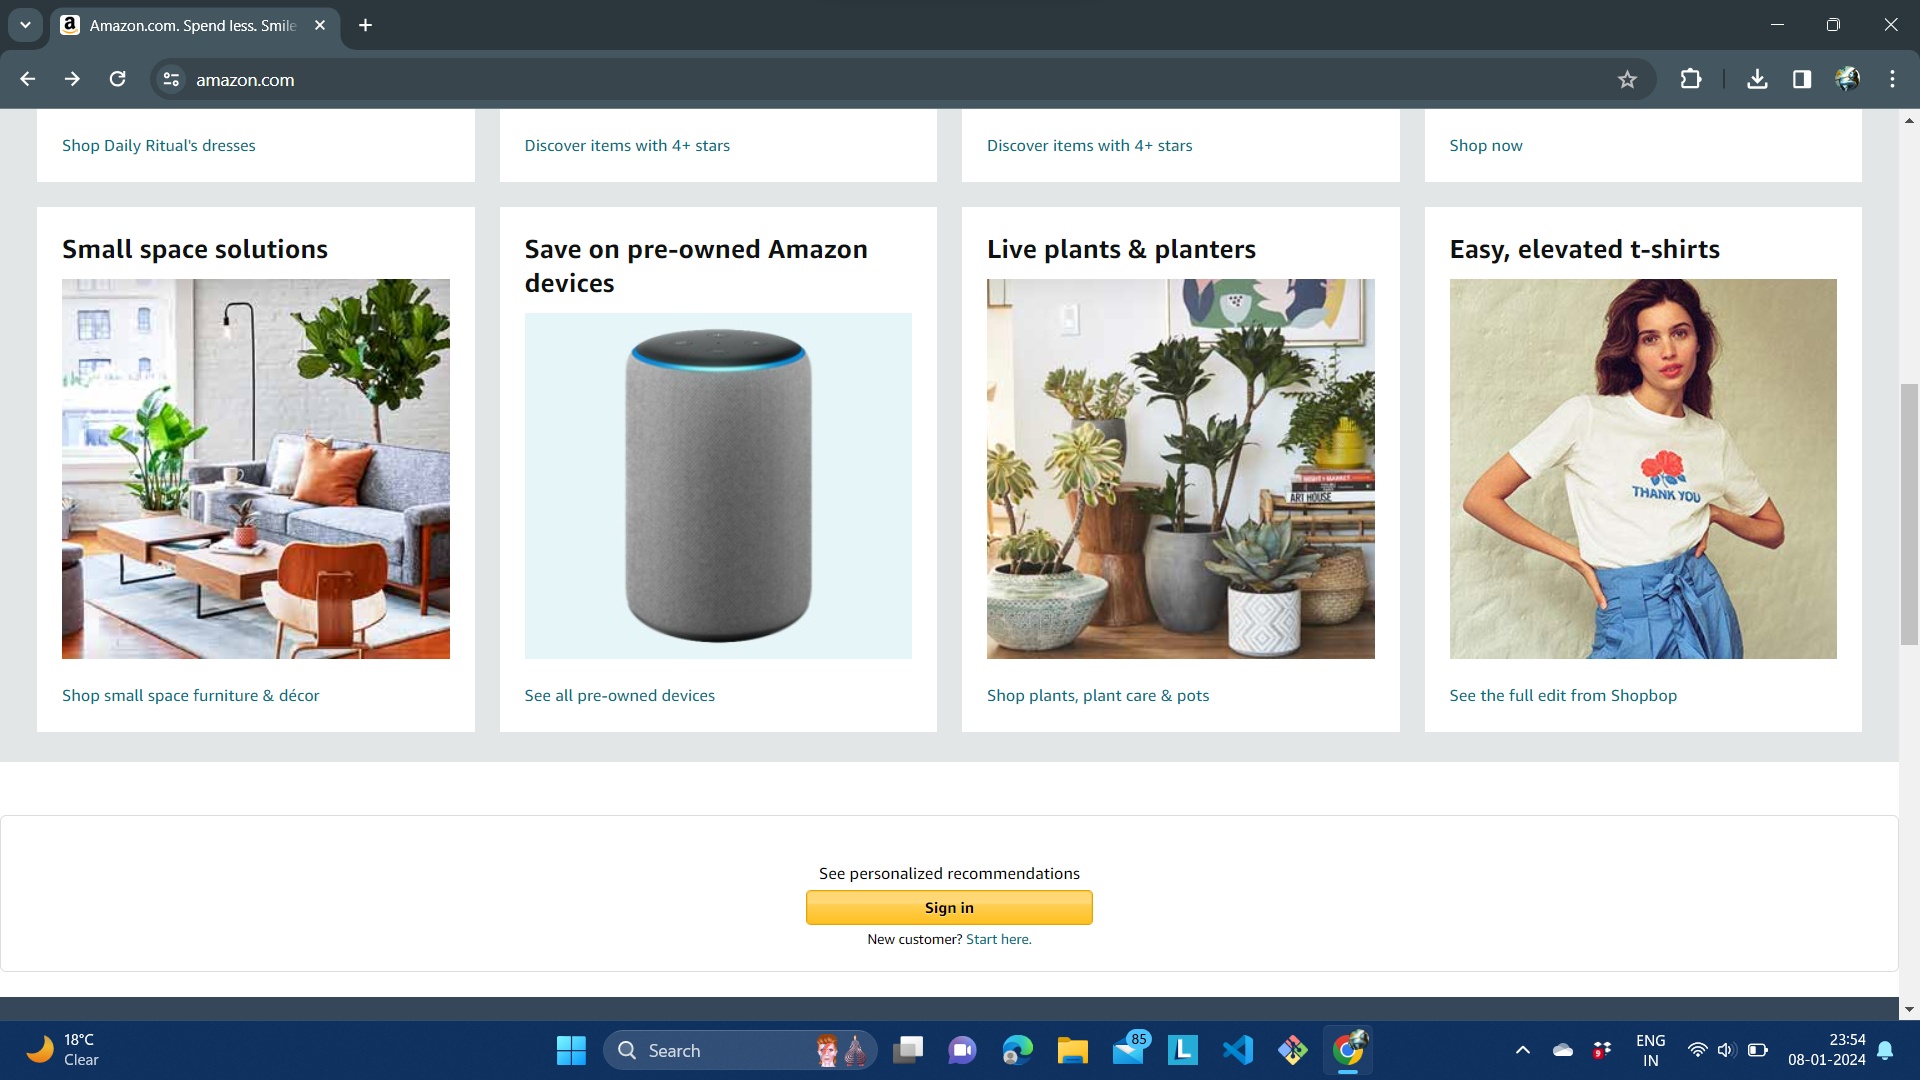 Amazon.com. Spend less. Smile
amazon.com
Shop Daily Ritual's dresses
Discover items with 4+ stars
Discover items with 4+ stars
Shop now
Small space solutions
Save on pre-owned Amazon
devices
Live plants & planters
Easy, elevated t-shirts
ART HOUSE
THANK YOU
Shop small space furniture & décor
See all pre-owned devices
Shop plants, plant care & pots
See the full edit from Shopbop
See personalized recommendations
Sign in
New customer? Start here.
18°C
Clear
Search
85
L
9
ENG
IN
23:54
08-01-2024